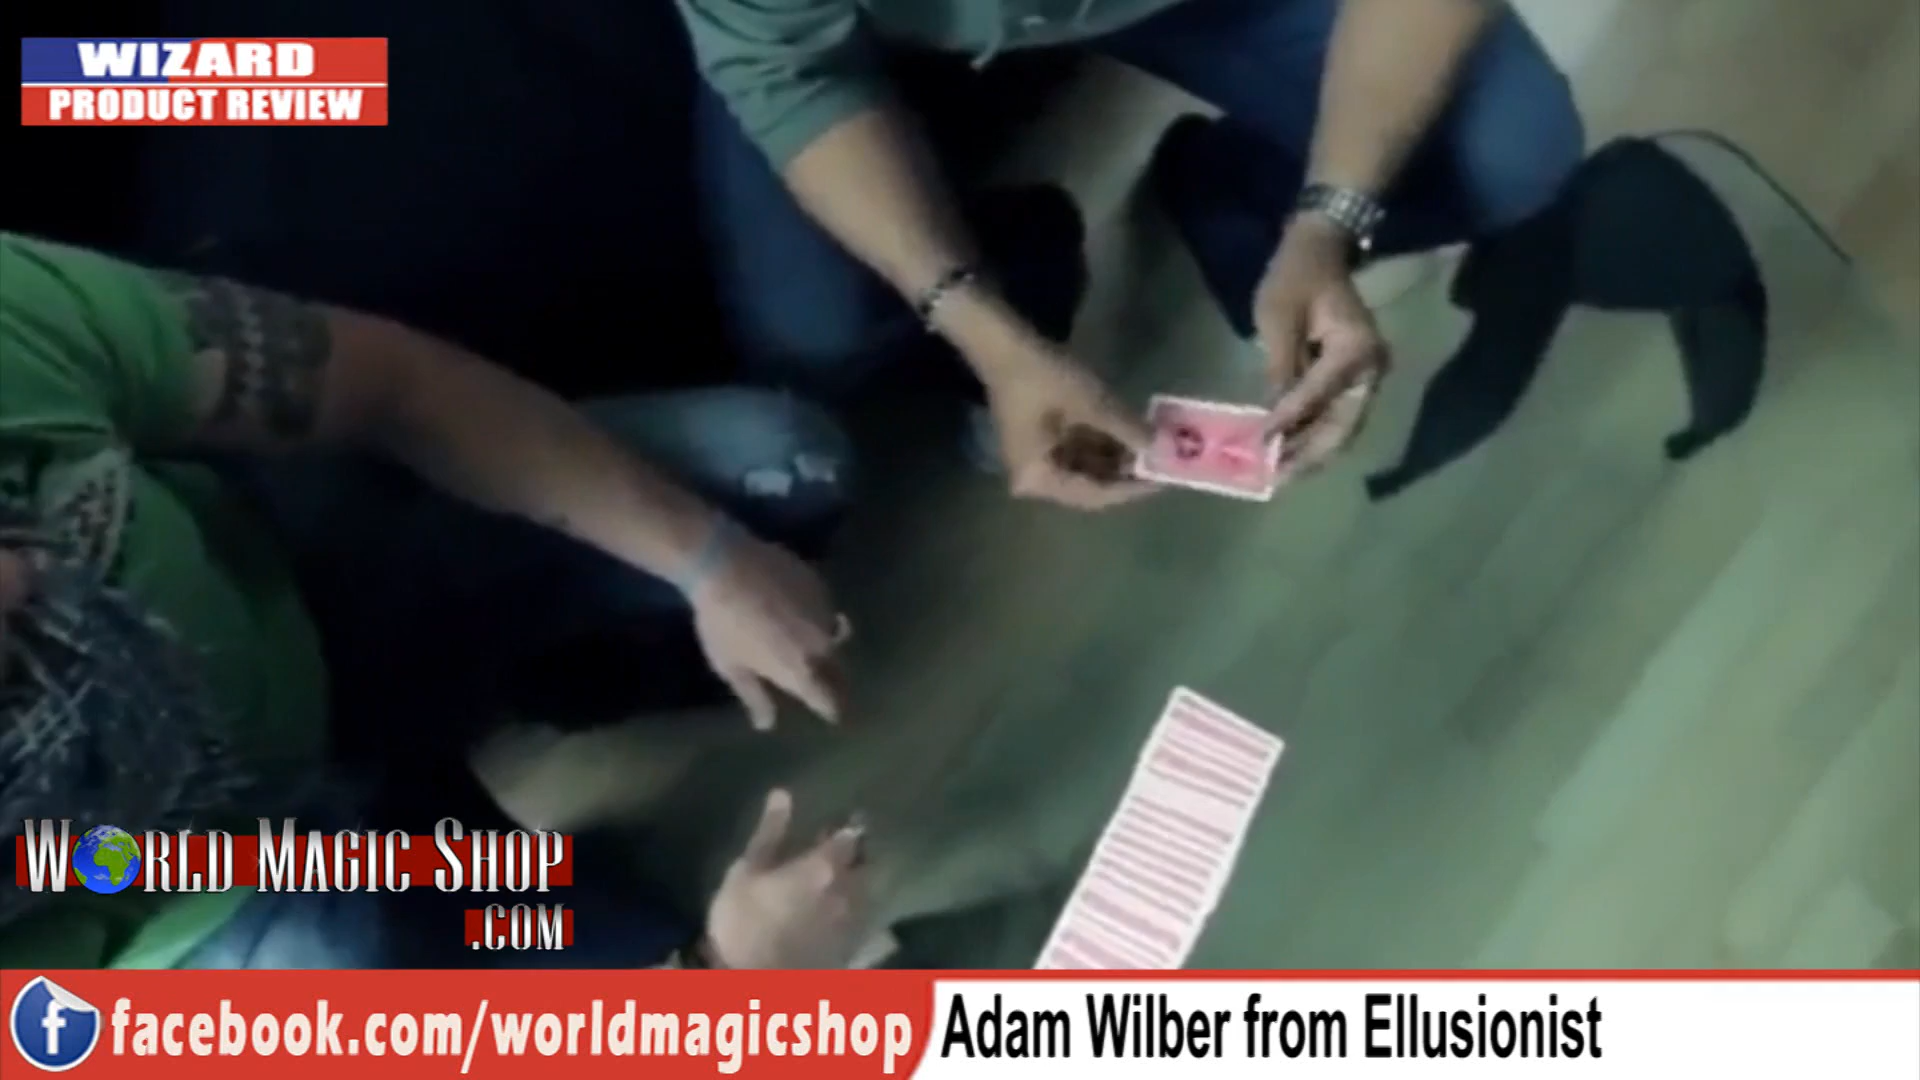 WIZARD
PRODUCT REVIEW
WORLD MAGIC SHOP
.COM
facebook.com/worldmagicshop
Adam Wilber from Ellusionist